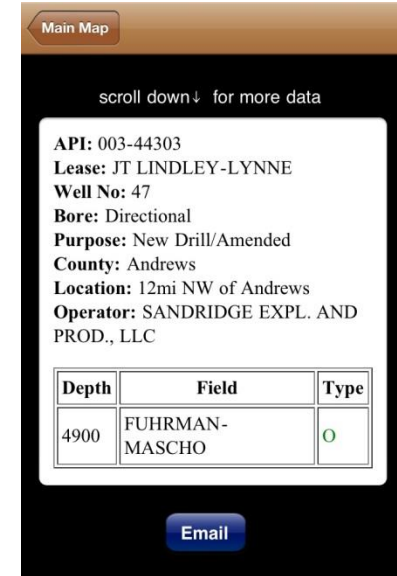 Main Map
scroll down↓ for more data
API: 003-44303
Lease: JT LINDLEY-LYNNE
Well No: 47
Bore: Directional
Purpose: New Drill/Amended
County: Andrews
Location: 12mi NW of Andrews
Operator: SANDRIDGE EXPL. AND
PROD., LLC
Depth Field Type
4900 FUHRMAN-
MASCHO O
Email